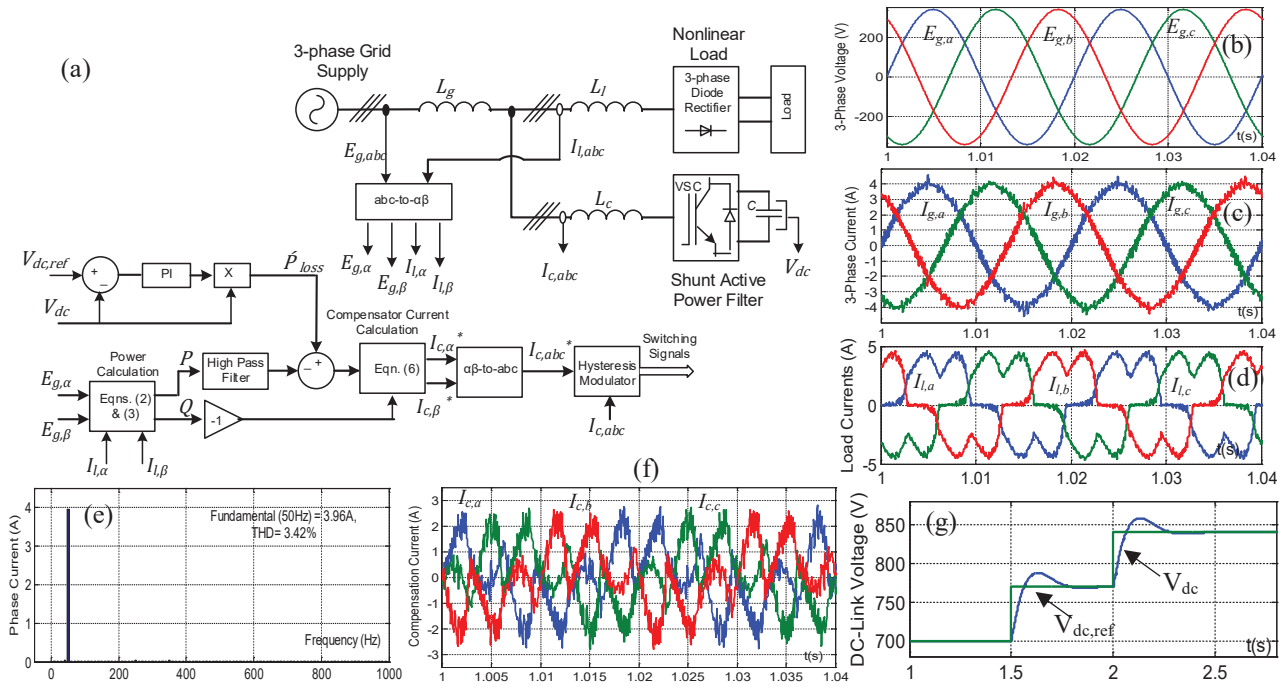 (a)
3-phase Grid
Supply
L_g
L_l
Nonlinear
Load
3-phase
Diode
Rectifier
Load
E_g,abc
I_l,abc
abc-to-αβ
E_g,α
E_g,β
I_l,α
I_l,β
L_c
I_c,abc
VSC
C
V_dc
Shunt Active
Power Filter
V_dc,ref
+
−
V_dc
PI
X
Ṕ_loss
Power
Calculation
E_g,α
E_g,β
Eqns. (2)
& (3)
I_l,α
I_l,β
P
Q
High Pass
Filter
-1
− +
Compensator Current
Calculation
Eqn. (6)
I_c,α*
I_c,β*
αβ-to-abc
I_c,abc*
Hysteresis
Modulator
I_c,abc
Switching
Signals
(b)
3-Phase Voltage (V)
200
0
-200
E_g,a
E_g,b
E_g,c
t(s)
1 1.01 1.02 1.03 1.04
(c)
3-Phase Current (A)
4
3
2
1
0
-1
-2
-3
-4
I_g,a
I_g,b
I_g,c
t(s)
1 1.01 1.02 1.03 1.04
(d)
Load Currents (A)
5
0
-5
I_l,a
I_l,b
I_l,c
t(s)
1 1.01 1.02 1.03 1.04
(e)
Phase Current (A)
4
3
2
1
0
Fundamental (50Hz) = 3.96A,
THD= 3.42%
Frequency (Hz)
0 200 400 600 800 1000
(f)
Compensation Current (A)
3
2
1
0
-1
-2
-3
I_c,a
I_c,b
I_c,c
t(s)
1 1.005 1.01 1.015 1.02 1.025 1.03 1.035 1.04
(g)
DC-Link Voltage (V)
850
800
750
700
V_dc
V_dc,ref
t(s)
1 1.5 2 2.5